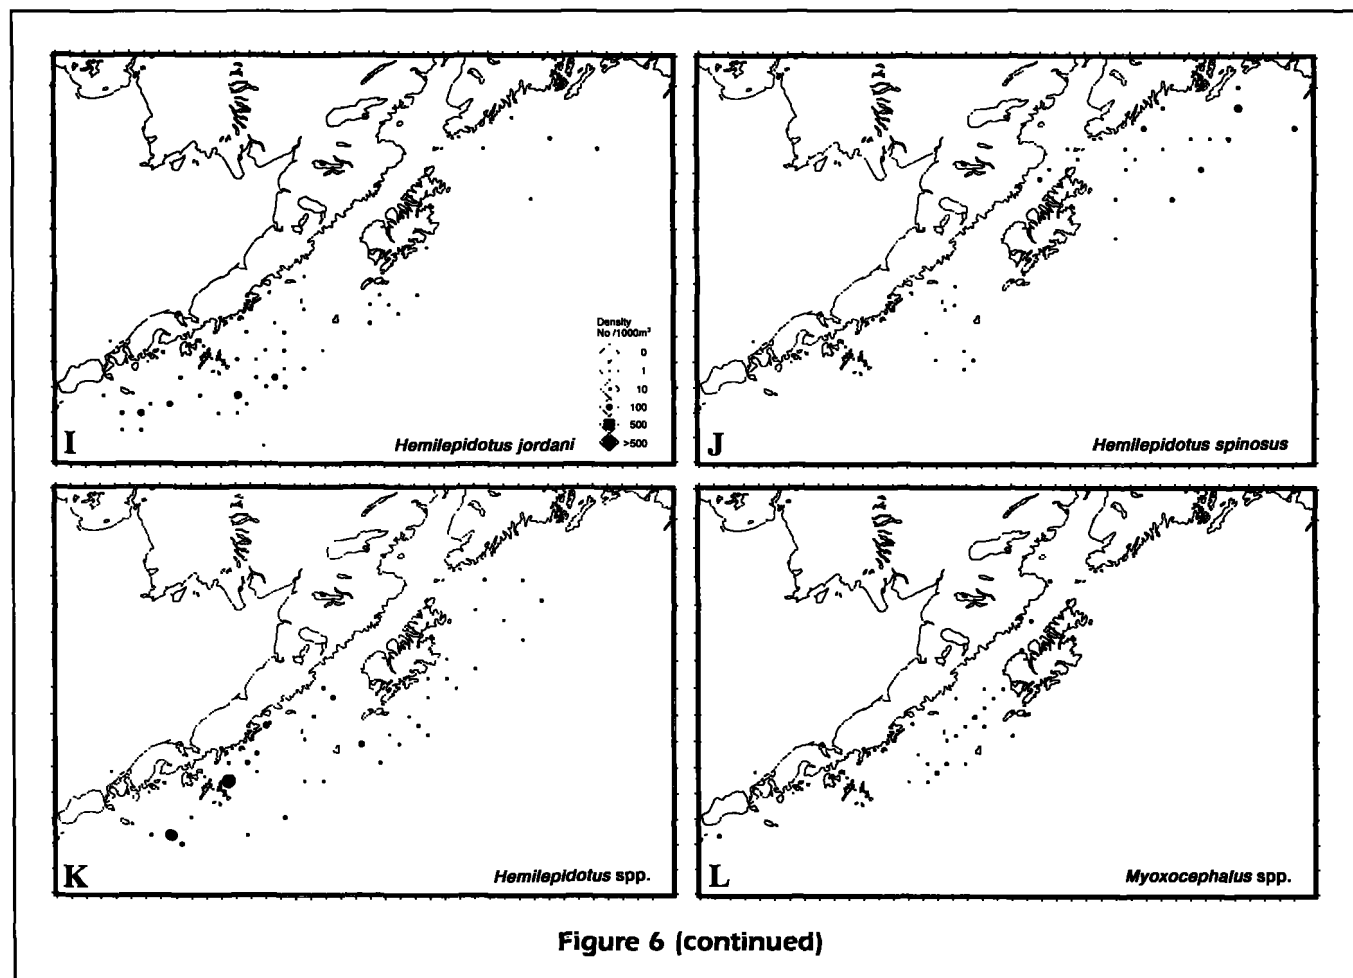 Density
No /1000m³
0
1
10
100
500
>500
I
Hemilepidotus jordani
J
Hemilepidotus spinosus
K
Hemilepidotus spp.
L
Myoxocephalus spp.
Figure 6 (continued)